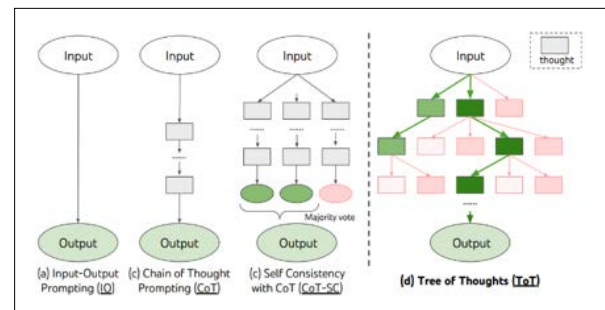 Input
Input
Input
Input
thought
Majority vote
Output
Output
Output
Output
(a) Input-Output
Prompting (IO)
(c) Chain of Thought
Prompting (CoT)
(c) Self Consistency
with CoT (CoT-SC)
(d) Tree of Thoughts (ToT)